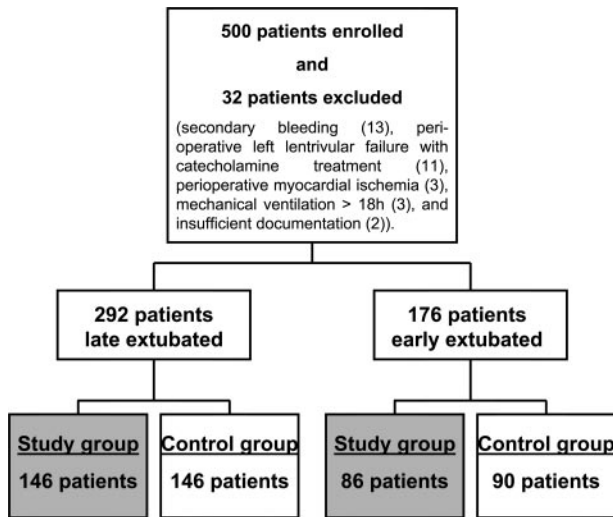 500 patients enrolled
and
32 patients excluded
(secondary bleeding (13), peri-
operative left lentrivular failure with
catecholamine treatment (11),
perioperative myocardial ischemia (3),
mechanical ventilation > 18h (3), and
insufficient documentation (2)).
292 patients
late extubated
176 patients
early extubated
Study group
146 patients
Control group
146 patients
Study group
86 patients
Control group
90 patients